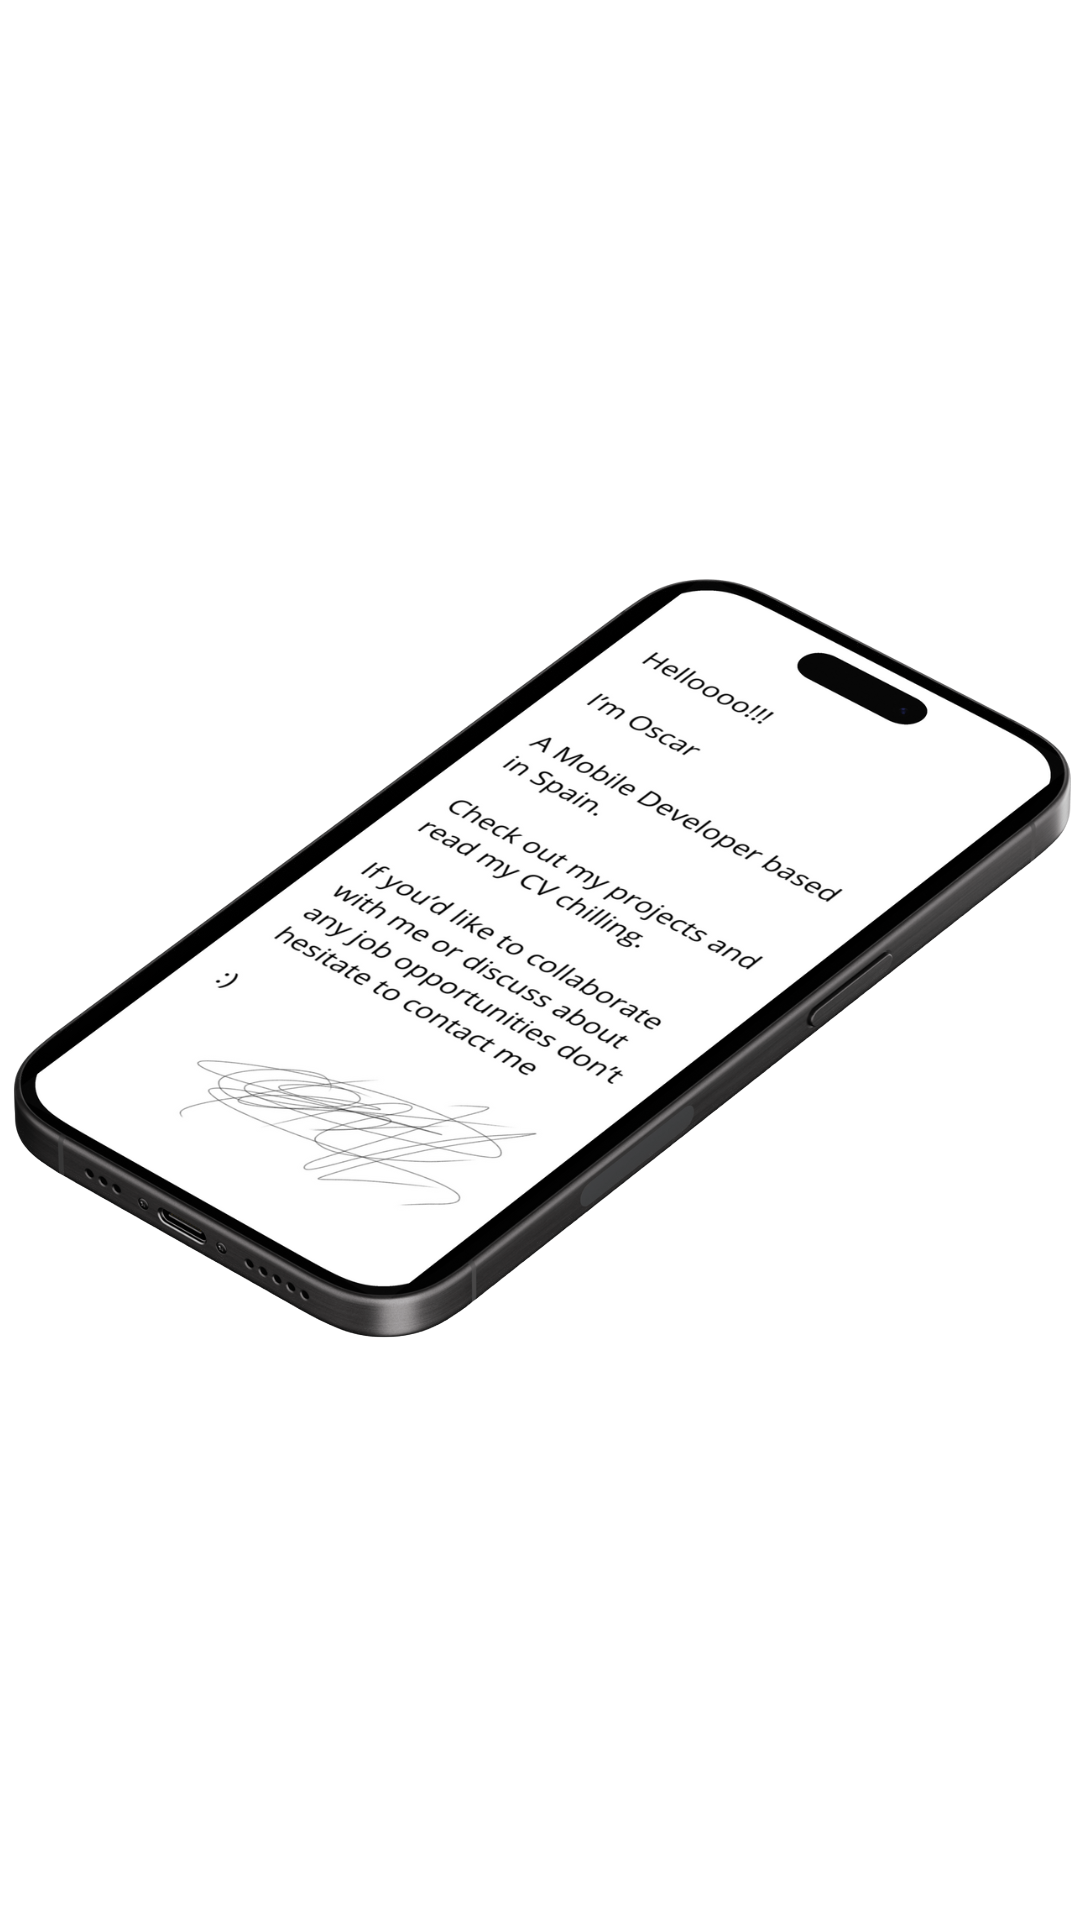 Helloooo!!!
I'm Oscar
A Mobile Developer based
in Spain.
Check out my projects and
read my CV chilling.
If you'd like to collaborate
with me or discuss about
any job opportunities don't
hesitate to contact me
:)